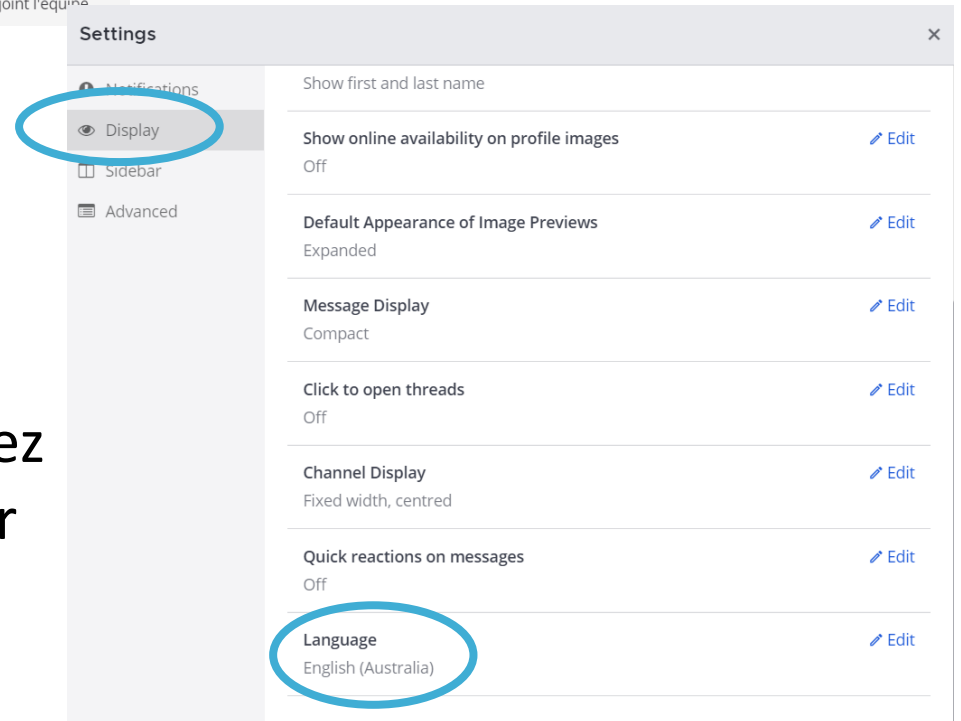 joint l'équipe
Settings
Notifications
Display
Sidebar
Advanced
Show first and last name
Show online availability on profile images
Edit
Off
Default Appearance of Image Previews
Edit
Expanded
Message Display
Edit
Compact
Click to open threads
Edit
Off
Channel Display
Edit
Fixed width, centred
Quick reactions on messages
Edit
Off
Language
Edit
English (Australia)
ez
r